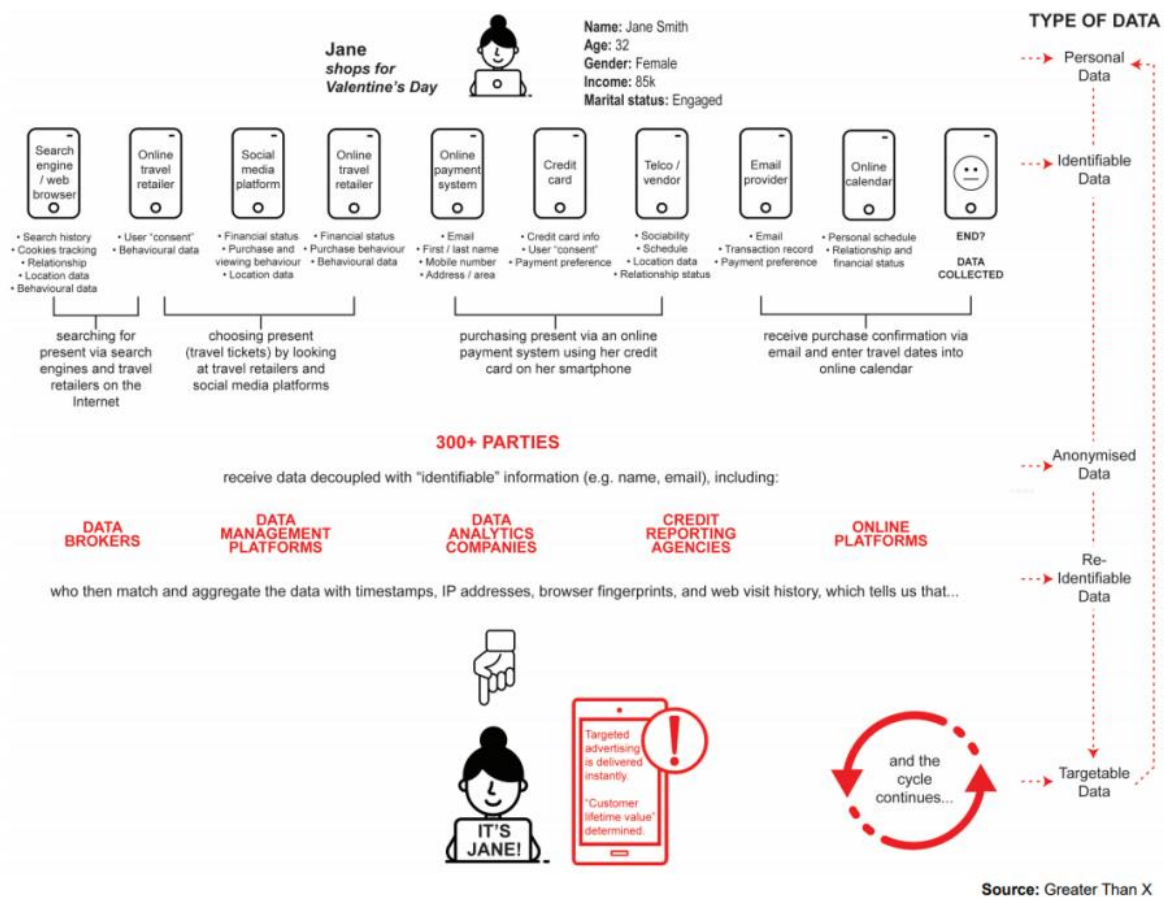 TYPE OF DATA
Jane
shops for
Valentine's Day
Name: Jane Smith
Age: 32
Gender: Female
Income: 85k
Marital status: Engaged
Personal
Data
Search
engine
/ web
browser
• Search history
• Cookies tracking
• Relationship
• Location data
• Behavioural data
Online
travel
retailer
• User "consent"
• Behavioural data
Social
media
platform
• Financial status
• Purchase and
viewing behaviour
• Location data
Online
travel
retailer
• Financial status
• Purchase behaviour
• Behavioural data
Online
payment
system
• Email
• First / last name
• Mobile number
• Address / area
Credit
card
• Credit card info
• User "consent"
• Payment preference
Telco /
vendor
• Sociability
• Schedule
• Location data
• Relationship status
Email
provider
• Email
• Transaction record
• Payment preference
Online
calendar
• Personal schedule
• Relationship and
financial status
END?
DATA
COLLECTED
Identifiable
Data
searching for
present via search
engines and travel
retailers on the
Internet
choosing present
(travel tickets) by looking
at travel retailers and
social media platforms
purchasing present via an online
payment system using her credit
card on her smartphone
receive purchase confirmation via
email and enter travel dates into
online calendar
300+ PARTIES
receive data decoupled with "identifiable" information (e.g. name, email), including:
Anonymised
Data
DATA
BROKERS
DATA
MANAGEMENT
PLATFORMS
DATA
ANALYTICS
COMPANIES
CREDIT
REPORTING
AGENCIES
ONLINE
PLATFORMS
who then match and aggregate the data with timestamps, IP addresses, browser fingerprints, and web visit history, which tells us that...
Re-
Identifiable
Data
IT'S
JANE!
Targeted
advertising
is delivered
instantly.
"Customer
lifetime value"
determined.
!
and the
cycle
continues...
Targetable
Data
Source: Greater Than X